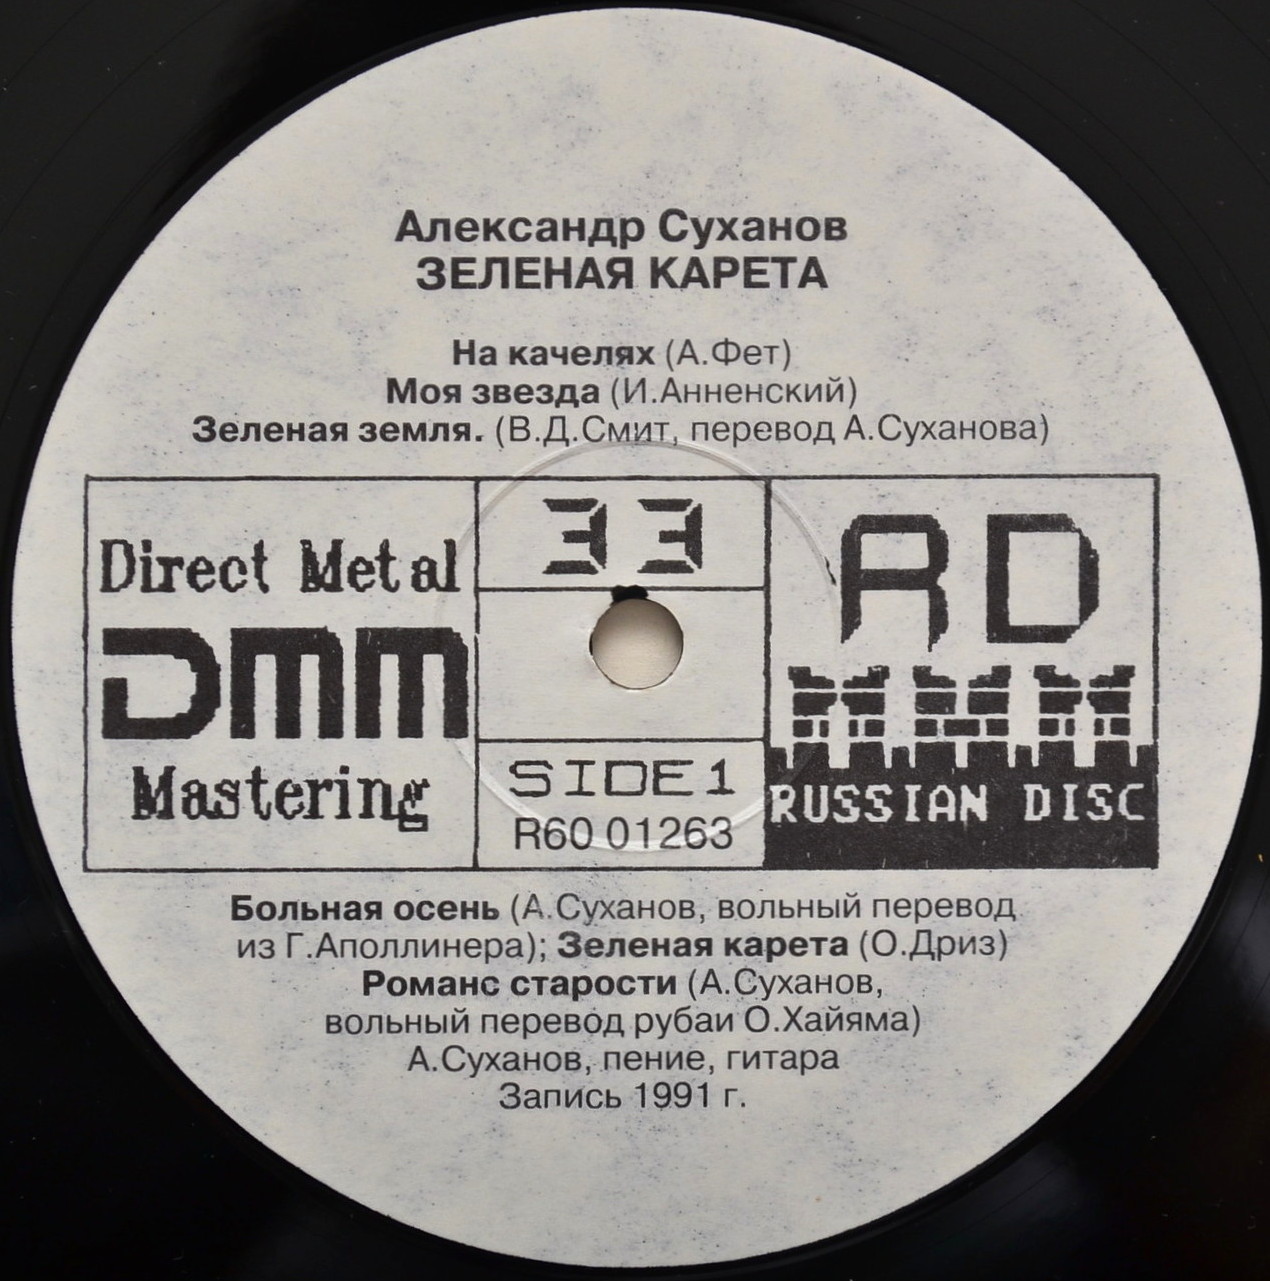 Александр Суханов
ЗЕЛЕНАЯ КАРЕТА
На качелях (А.Фет)
Моя звезда (И.Анненский)
Зеленая земля. (В.Д.Смит, перевод А.Суханова)
Direct Metal
DMM
Mastering
33
SIDE 1
R60 01263
RD
RUSSIAN DISC
Больная осень (А.Суханов, вольный перевод
из Г.Аполлинера); Зеленая карета (О.Дриз)
Романс старости (А.Суханов,
вольный перевод рубаи О.Хайяма)
А.Суханов, пение, гитара
Запись 1991 г.